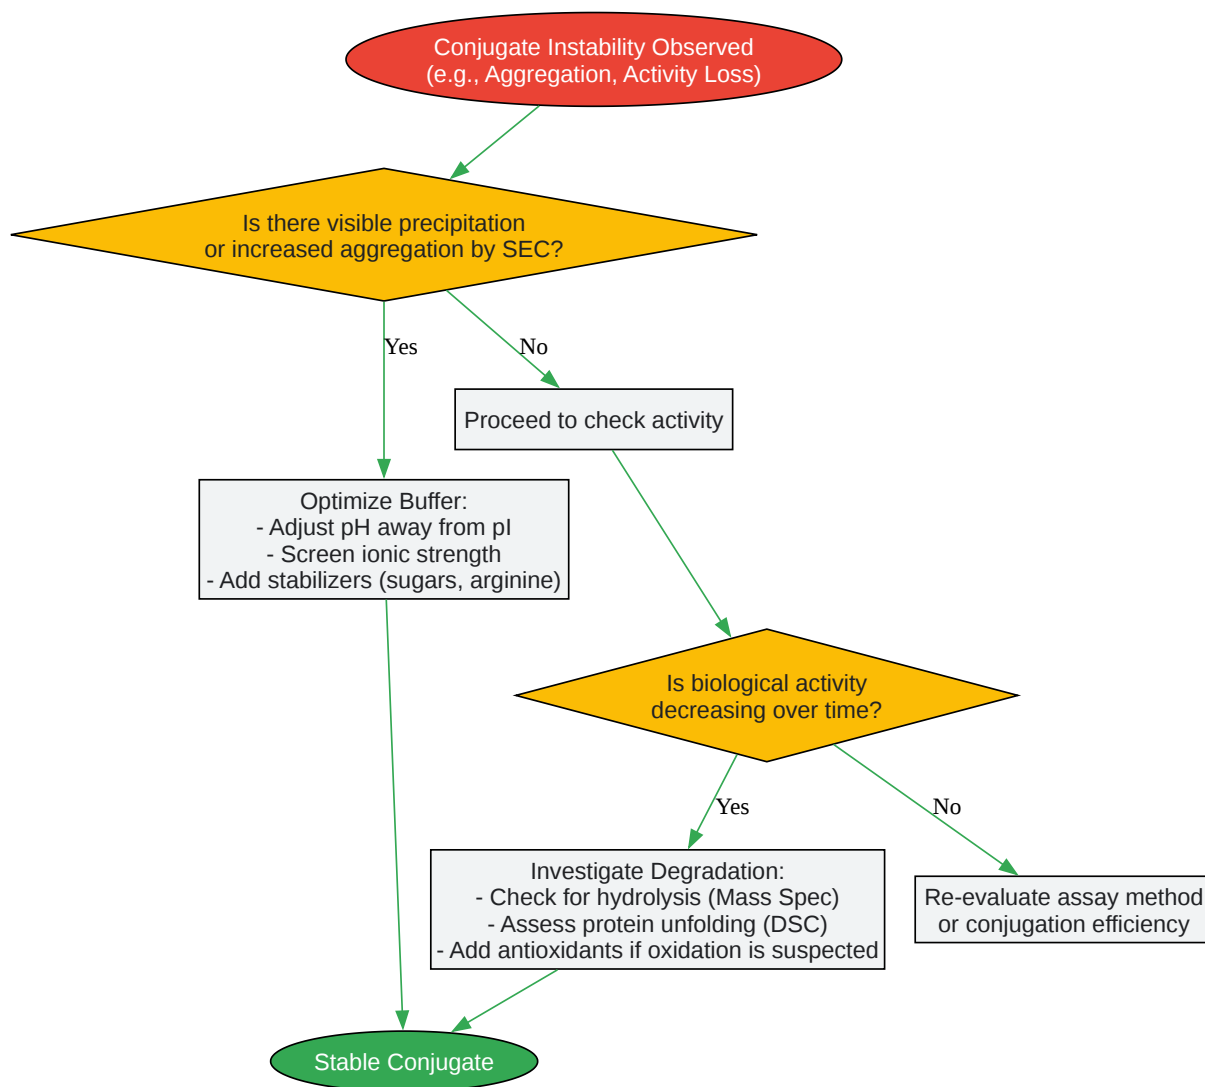 Conjugate Instability Observed
(e.g., Aggregation, Activity Loss)
Is there visible precipitation
or increased aggregation by SEC?
Yes
No
Proceed to check activity
Optimize Buffer:
- Adjust pH away from pI
- Screen ionic strength
- Add stabilizers (sugars, arginine)
Is biological activity
decreasing over time?
Yes
No
Investigate Degradation:
- Check for hydrolysis (Mass Spec)
- Assess protein unfolding (DSC)
- Add antioxidants if oxidation is suspected
Re-evaluate assay method
or conjugation efficiency
Stable Conjugate